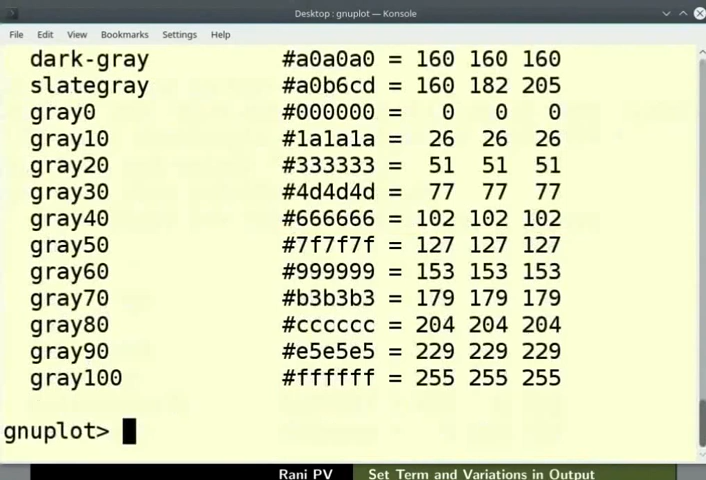 Desktop : gnuplot — Konsole
File Edit View Bookmarks Settings Help
dark-gray #a0a0a0 = 160 160 160
slategray #a0b6cd = 160 182 205
gray0 #000000 = 0 0 0
gray10 #1a1a1a = 26 26 26
gray20 #333333 = 51 51 51
gray30 #4d4d4d = 77 77 77
gray40 #666666 = 102 102 102
gray50 #7f7f7f = 127 127 127
gray60 #999999 = 153 153 153
gray70 #b3b3b3 = 179 179 179
gray80 #cccccc = 204 204 204
gray90 #e5e5e5 = 229 229 229
gray100 #ffffff = 255 255 255
gnuplot>
Rani PV Set Term and Variations in Output